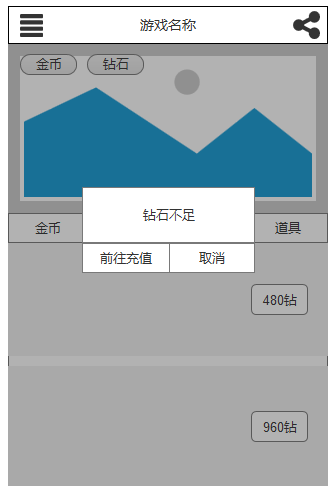 游戏名称
金币 钻石
钻石不足
金币 道具
前往充值 取消
480钻
960钻